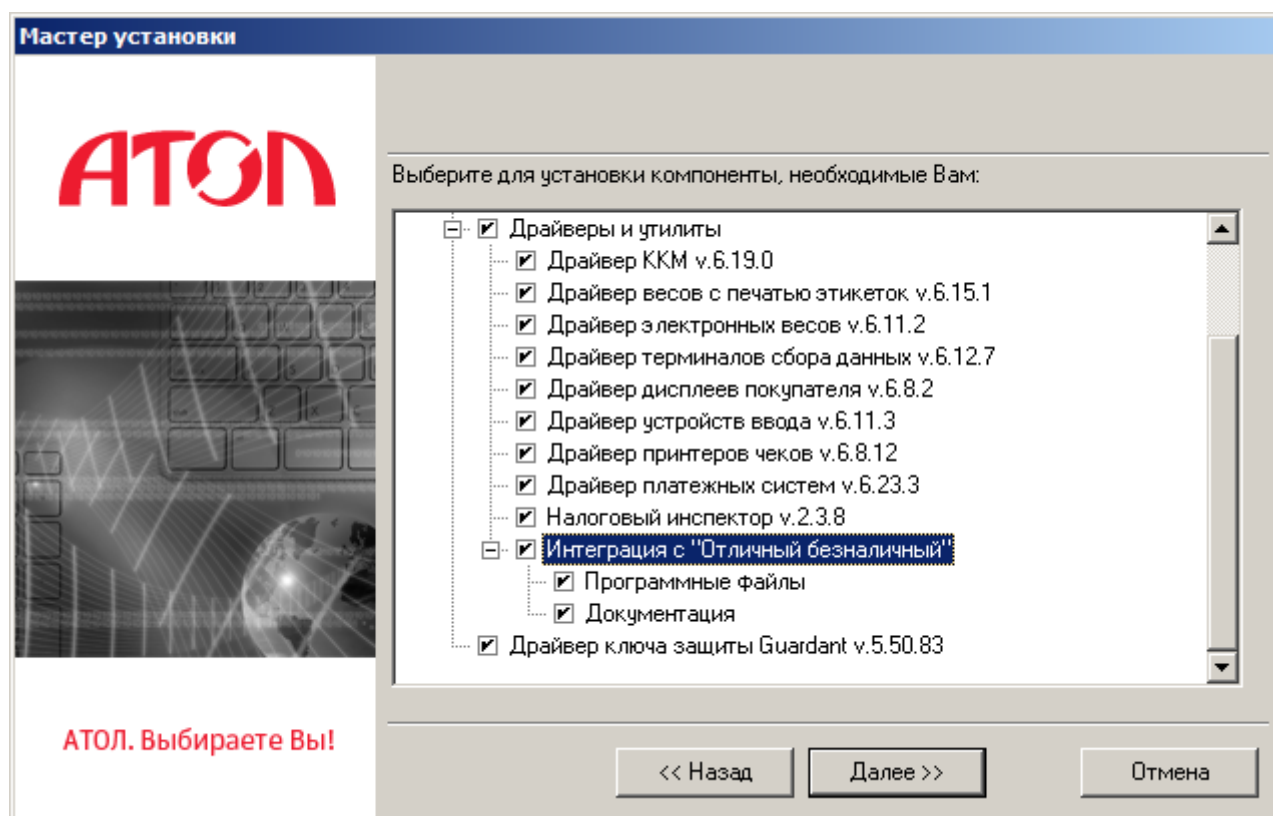 Мастер установки
АТОЛ
Выберите для установки компоненты, необходимые Вам:
Драйверы и утилиты
Драйвер ККМ v.6.19.0
Драйвер весов с печатью этикеток v.6.15.1
Драйвер электронных весов v.6.11.2
Драйвер терминалов сбора данных v.6.12.7
Драйвер дисплеев покупателя v.6.8.2
Драйвер устройств ввода v.6.11.3
Драйвер принтеров чеков v.6.8.12
Драйвер платежных систем v.6.23.3
Налоговый инспектор v.2.3.8
Интеграция с "Отличный безналичный"
Программные файлы
Документация
Драйвер ключа защиты Guardant v.5.50.83
АТОЛ. Выбираете Вы!
<< Назад
Далее >>
Отмена